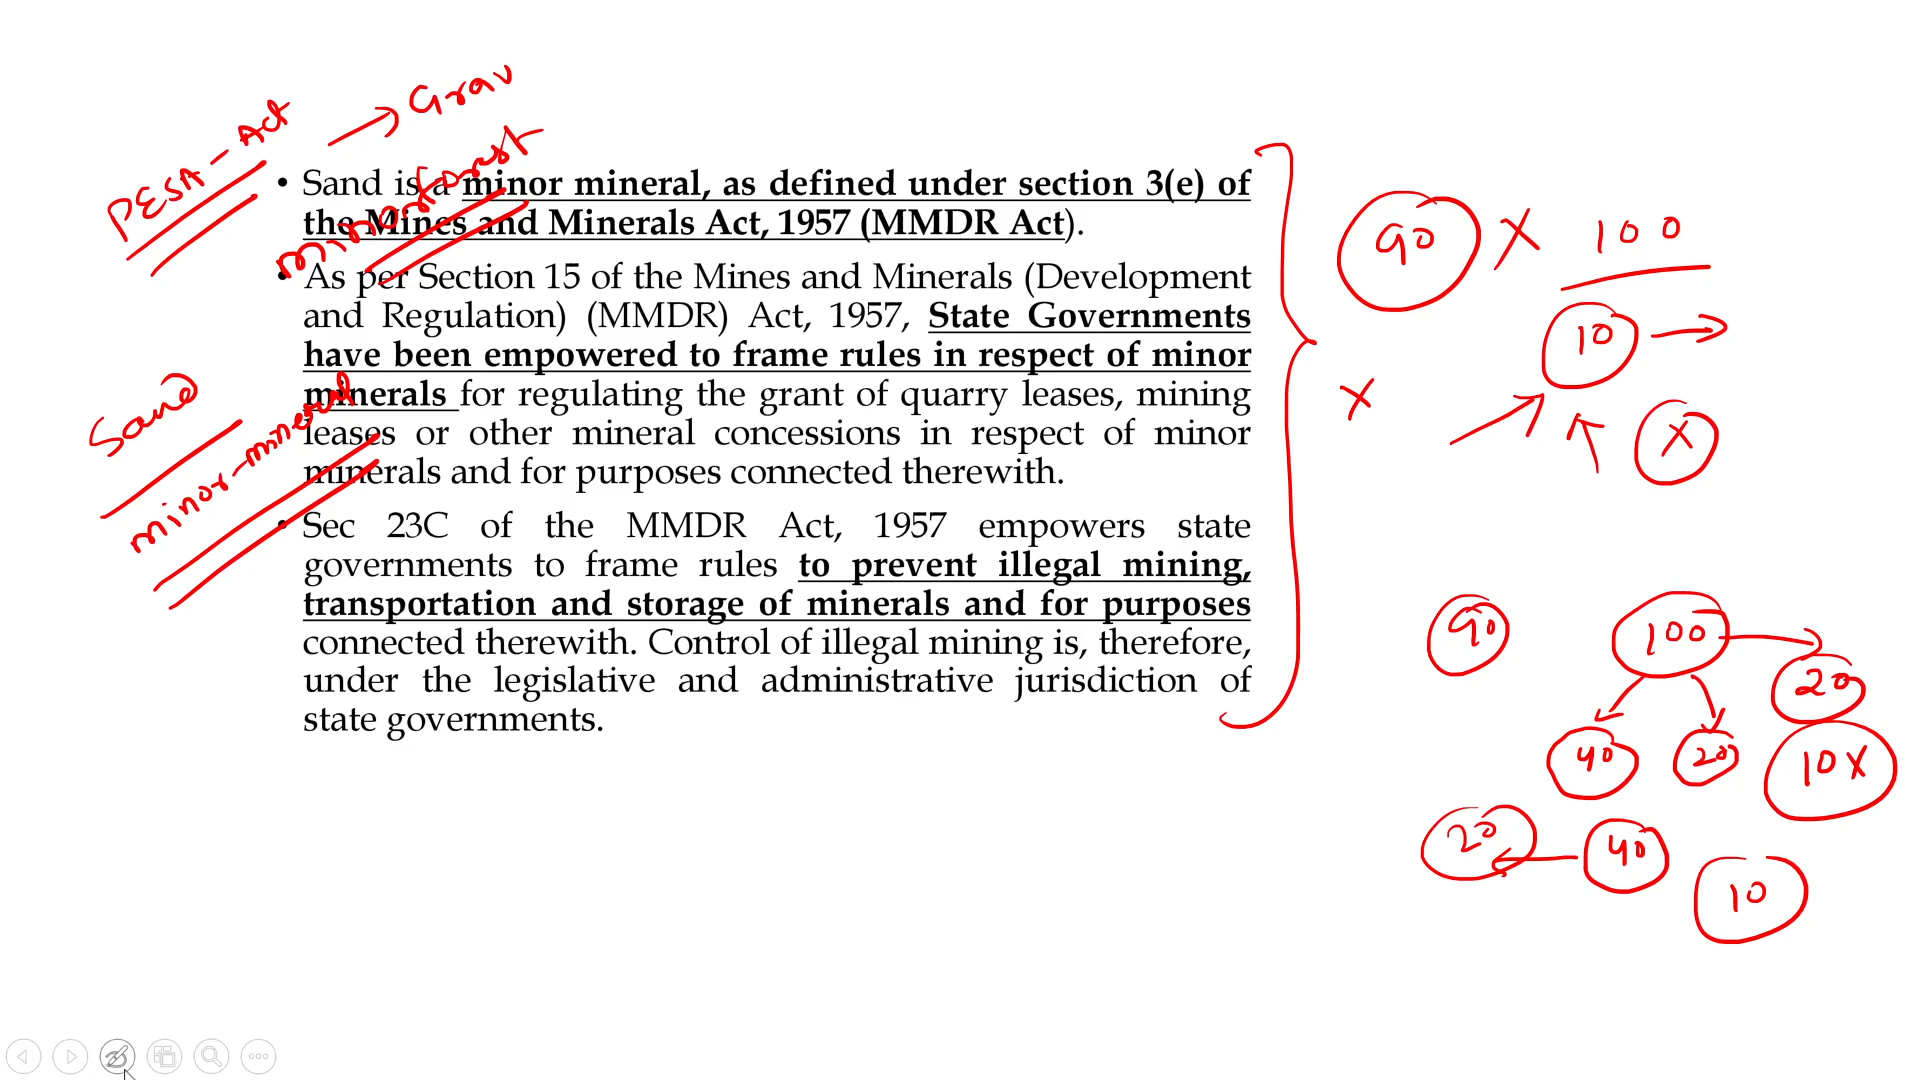 PESA - Act
Grav
minor forest
• Sand is a minor mineral, as defined under section 3(e) of
the Mines and Minerals Act, 1957 (MMDR Act).
• As per Section 15 of the Mines and Minerals (Development
and Regulation) (MMDR) Act, 1957, State Governments
have been empowered to frame rules in respect of minor
minerals for regulating the grant of quarry leases, mining
leases or other mineral concessions in respect of minor
minerals and for purposes connected therewith.
• Sec 23C of the MMDR Act, 1957 empowers state
governments to frame rules to prevent illegal mining,
transportation and storage of minerals and for purposes
connected therewith. Control of illegal mining is, therefore,
under the legislative and administrative jurisdiction of
state governments.
Sand
minor-mineral
90 X 100
10
X
X
90 100
20
40 20 10X
20 40
10